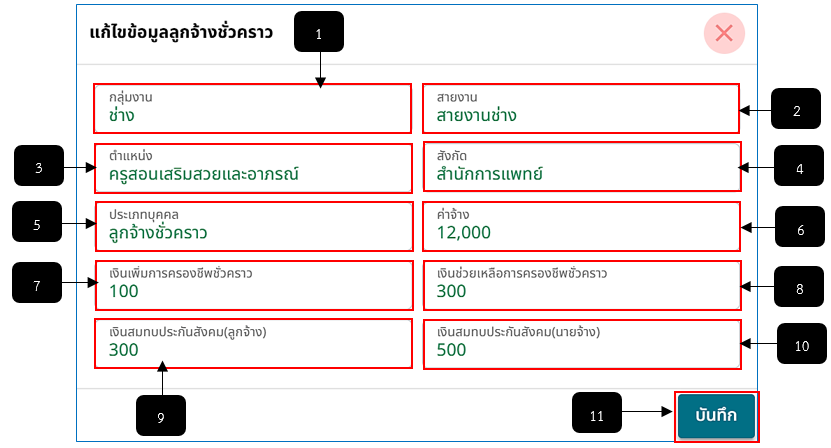 แก้ไขข้อมูลลูกจ้างชั่วคราว
1
กลุ่มงาน
ช่าง
สายงาน
สายงานช่าง
2
3
ตำแหน่ง
ครูสอนเสริมสวยและอาภรณ์
สังกัด
สำนักการแพทย์
4
5
ประเภทบุคคล
ลูกจ้างชั่วคราว
ค่าจ้าง
12,000
6
7
เงินเพิ่มการครองชีพชั่วคราว
100
เงินช่วยเหลือการครองชีพชั่วคราว
300
8
เงินสมทบประกันสังคม(ลูกจ้าง)
300
เงินสมทบประกันสังคม(นายจ้าง)
500
10
9
11
บันทึก